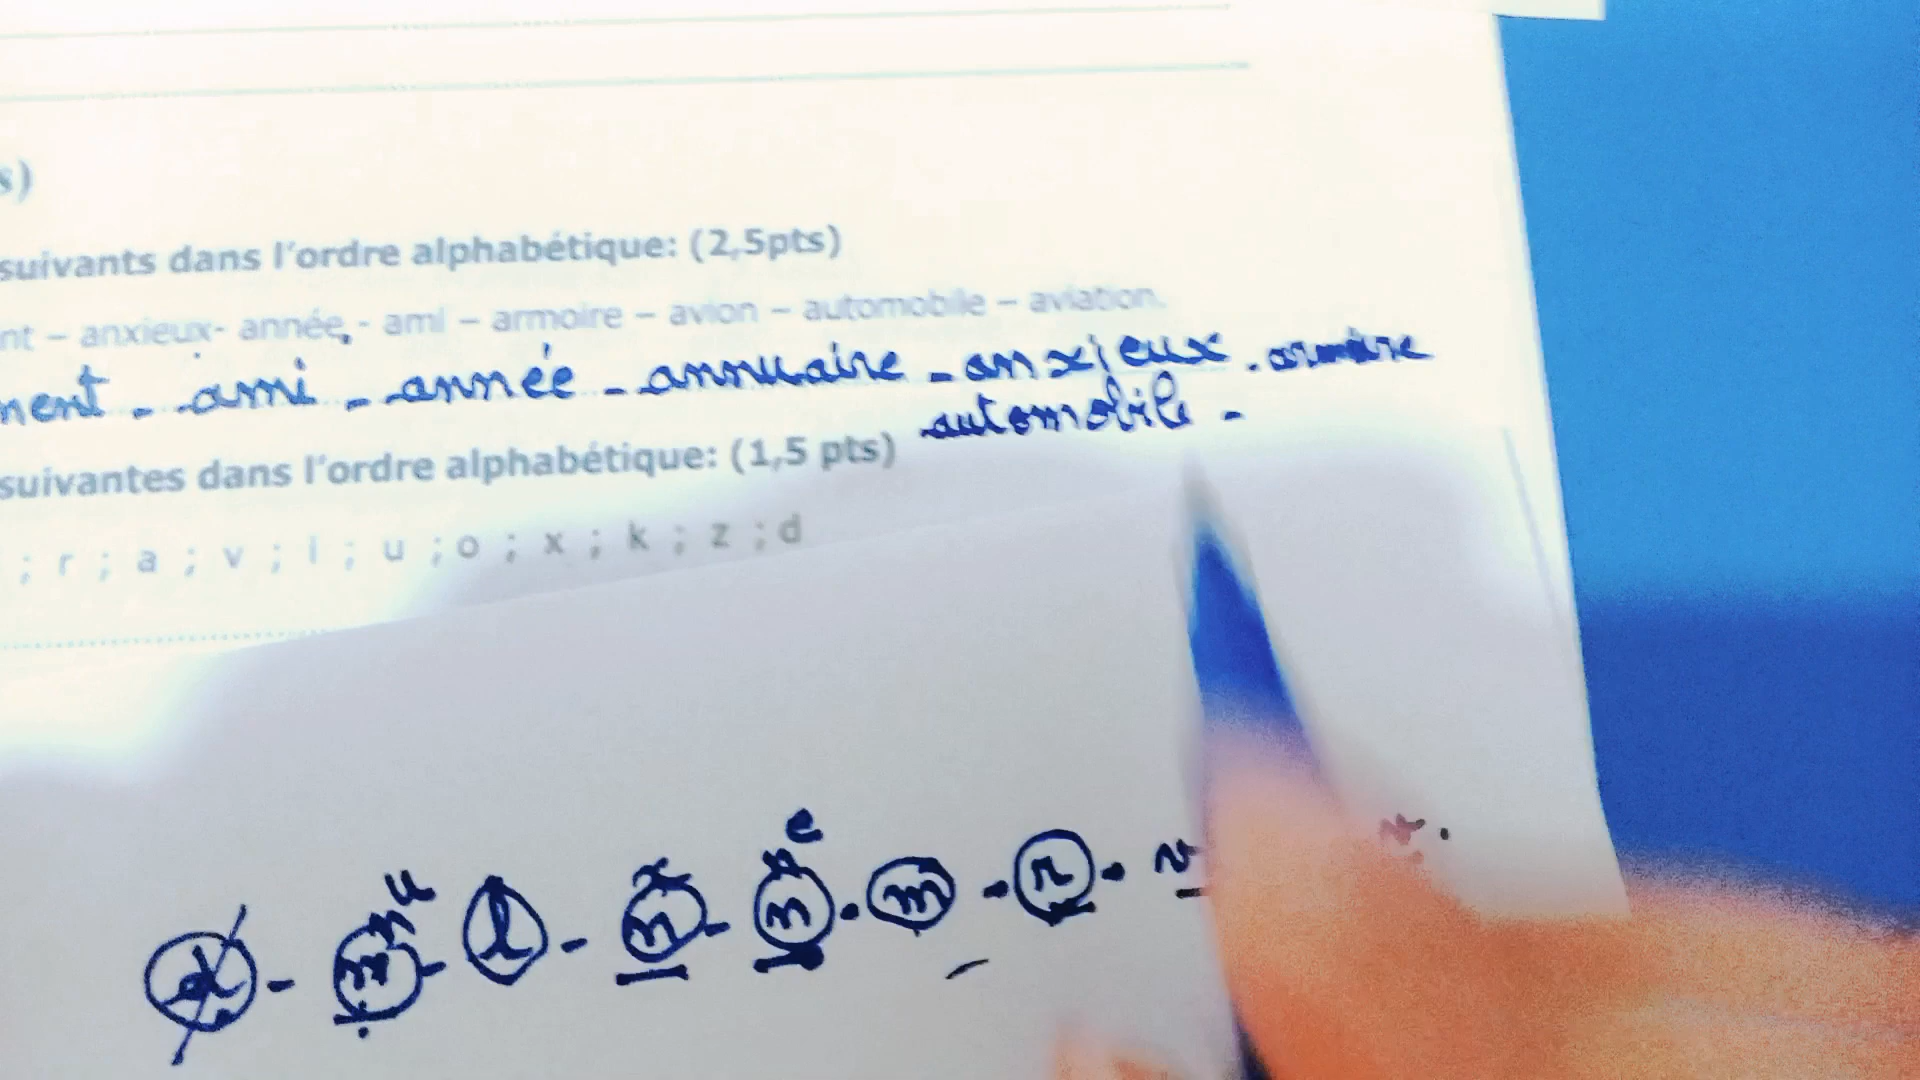 s)
suivants dans l'ordre alphabétique: (2,5pts)
nt – anxieux- année - ami – armoire – avion – automobile – aviation.
ment - ami - année - annuaire - anxieux . armoire
automobile -
suivantes dans l'ordre alphabétique: (1,5 pts)
; r ; a ; v ; i ; u ; o ; x ; k ; z ; d
u x n e
d - n - l - n - n . m - r . v